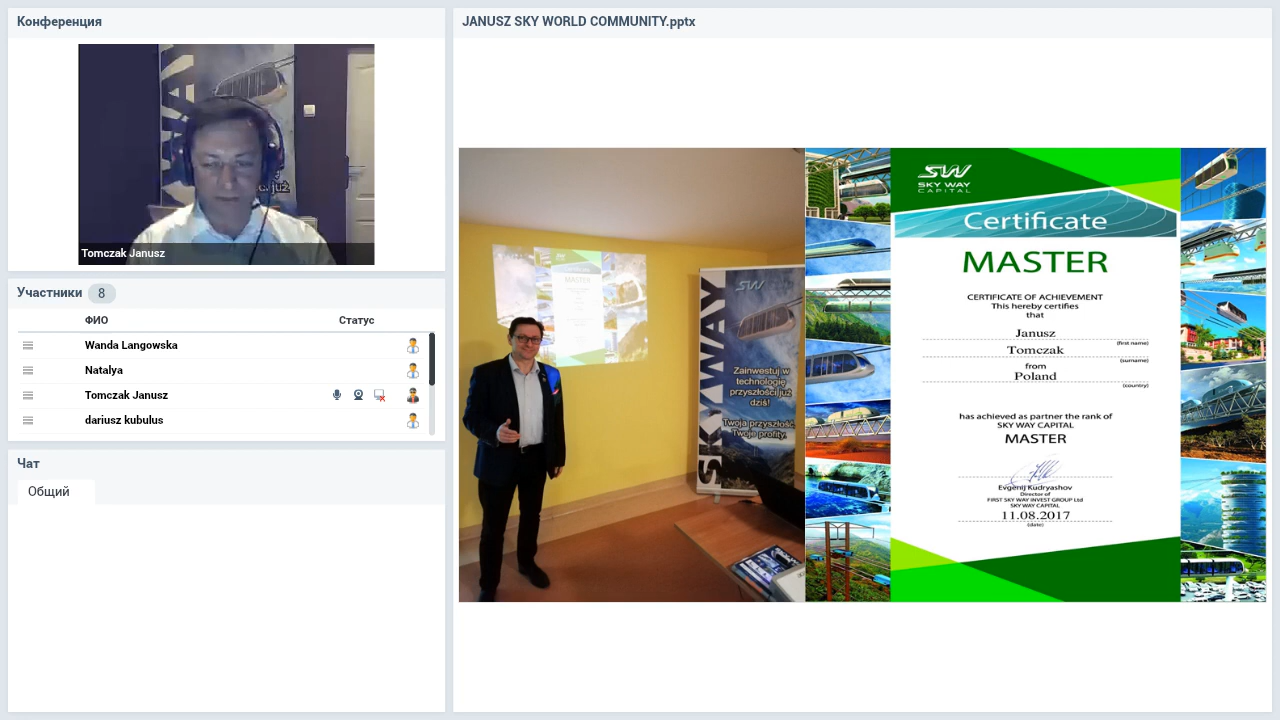 Конференция
Tomczak Janusz
Участники 8
ФИО Статус
Wanda Langowska
Natalya
Tomczak Janusz
dariusz kubulus
Чат
Общий
JANUSZ SKY WORLD COMMUNITY.pptx
SW
SKYWAY
Zainwestuj w
technologię
przyszłości już
dziś!
Twoja przyszłość,
Twoje profity.
SW
SKY WAY
CAPITAL
Certificate
MASTER
CERTIFICATE OF ACHIEVEMENT
This hereby certifies
that
Janusz
(first name)
Tomczak
(surname)
from
Poland
(country)
has achieved as partner the rank of
SKY WAY CAPITAL
MASTER
Evgenij Kudryashov
Director of
FIRST SKY WAY INVEST GROUP Ltd
SKY WAY CAPITAL
11.08.2017
(date)